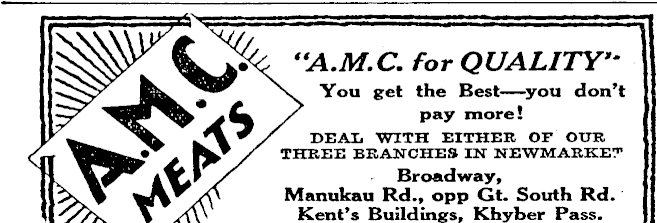 A.M.C.
MEATS
"A.M.C. for QUALITY"
You get the Best—you don't
pay more!
DEAL WITH EITHER OF OUR
THREE BRANCHES IN NEWMARKET
Broadway,
Manukau Rd., opp Gt. South Rd.
Kent's Buildings, Khyber Pass.